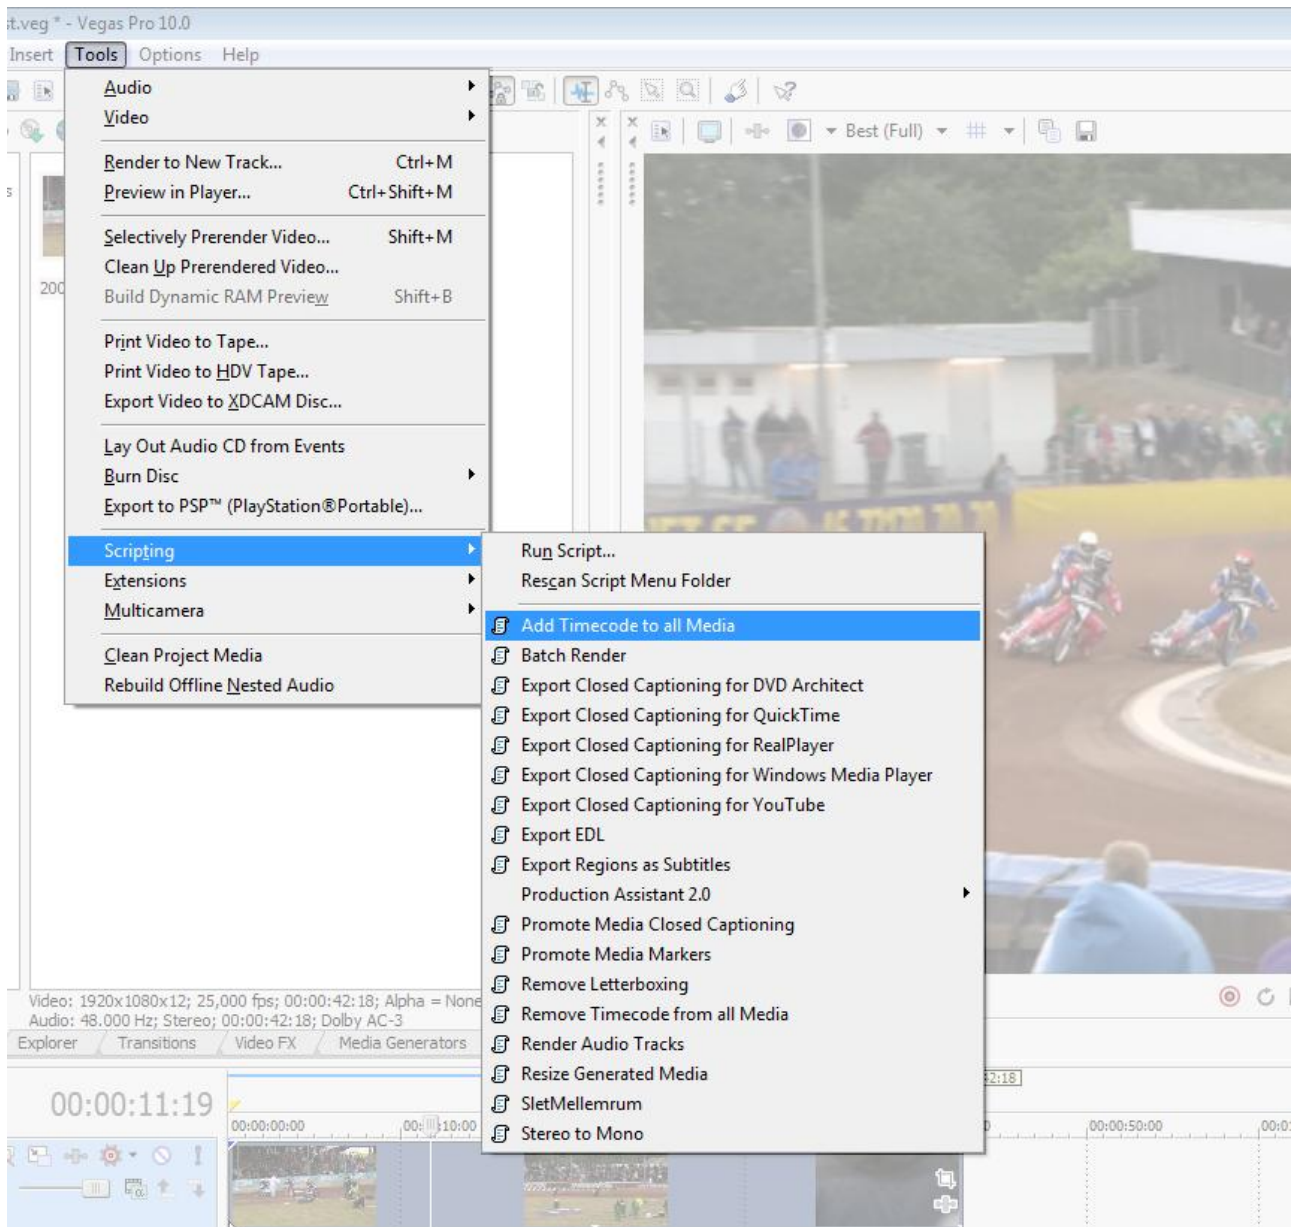 st.veg * - Vegas Pro 10.0
Insert Tools Options Help
Audio
Video
Best (Full)
Render to New Track... Ctrl+M
Preview in Player... Ctrl+Shift+M
Selectively Prerender Video... Shift+M
Clean Up Prerendered Video...
200
Build Dynamic RAM Preview Shift+B
Print Video to Tape...
Print Video to HDV Tape...
Export Video to XDCAM Disc...
Lay Out Audio CD from Events
Burn Disc
Export to PSP™ (PlayStation®Portable)...
Scripting
Extensions
Multicamera
Clean Project Media
Rebuild Offline Nested Audio
Run Script...
Rescan Script Menu Folder
Add Timecode to all Media
Batch Render
Export Closed Captioning for DVD Architect
Export Closed Captioning for QuickTime
Export Closed Captioning for RealPlayer
Export Closed Captioning for Windows Media Player
Export Closed Captioning for YouTube
Export EDL
Export Regions as Subtitles
Production Assistant 2.0
Promote Media Closed Captioning
Promote Media Markers
Remove Letterboxing
Remove Timecode from all Media
Render Audio Tracks
Resize Generated Media
SletMellemrum
Stereo to Mono
Video: 1920x1080x12; 25,000 fps; 00:00:42:18; Alpha = None
Audio: 48.000 Hz; Stereo; 00:00:42:18; Dolby AC-3
Explorer Transitions Video FX Media Generators
2:18
00:00:11:19
00:00:00:00 00:00:10:00 00:00:50:00 00:0